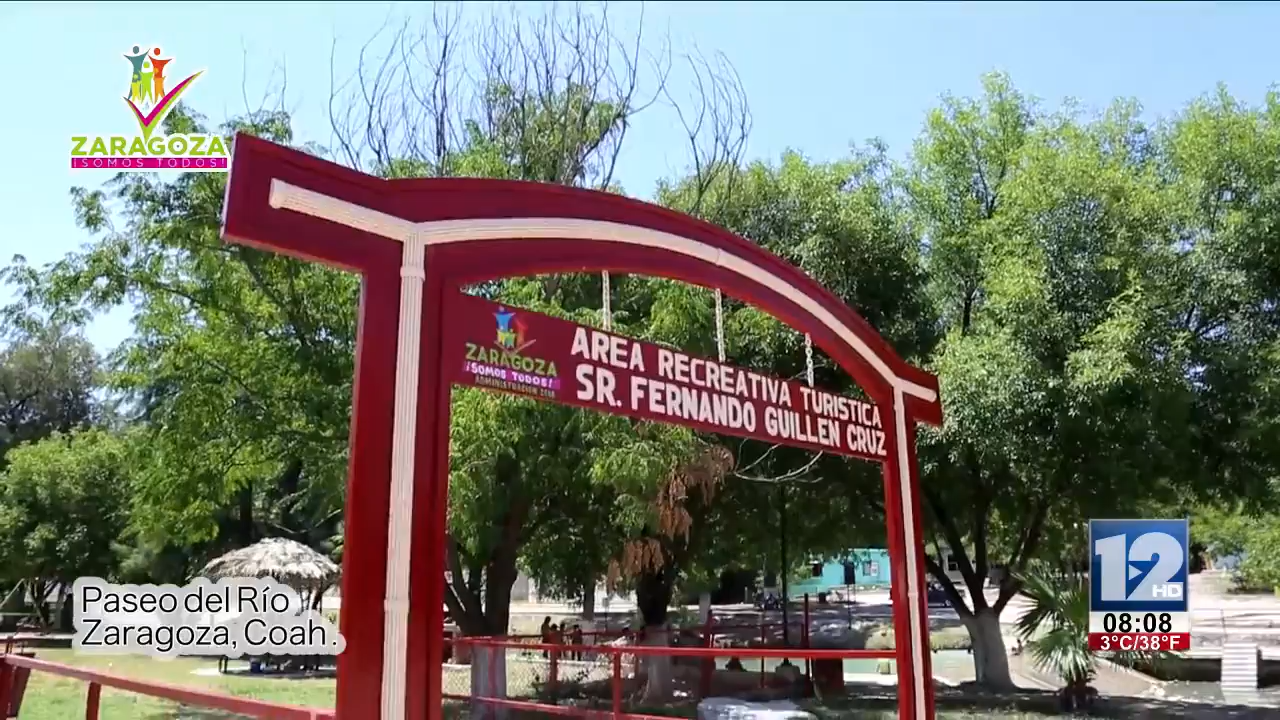 ZARAGOZA
¡SOMOS TODOS!
ZARAGOZA
¡SOMOS TODOS!
ADMINISTRACION
AREA RECREATIVA TURISTICA
SR. FERNANDO GUILLEN CRUZ
Paseo del Río
Zaragoza, Coah.
12
HD
08:08
3°C/38°F